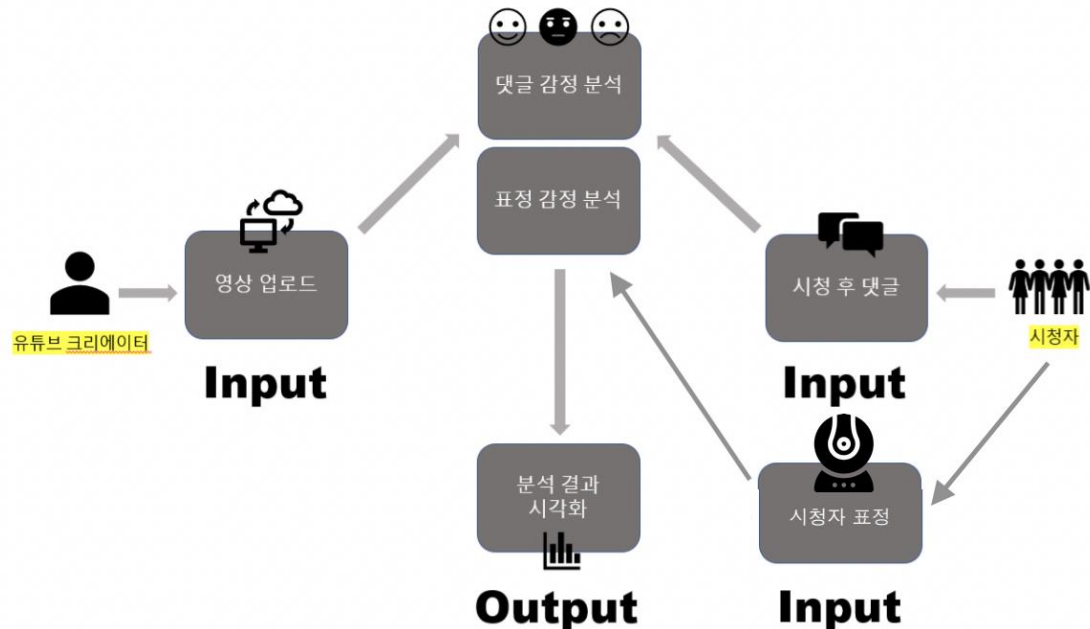 댓글 감정 분석
표정 감정 분석
영상 업로드
유튜브 크리에이터
Input
시청 후 댓글
시청자
Input
분석 결과
시각화
Output
시청자 표정
Input